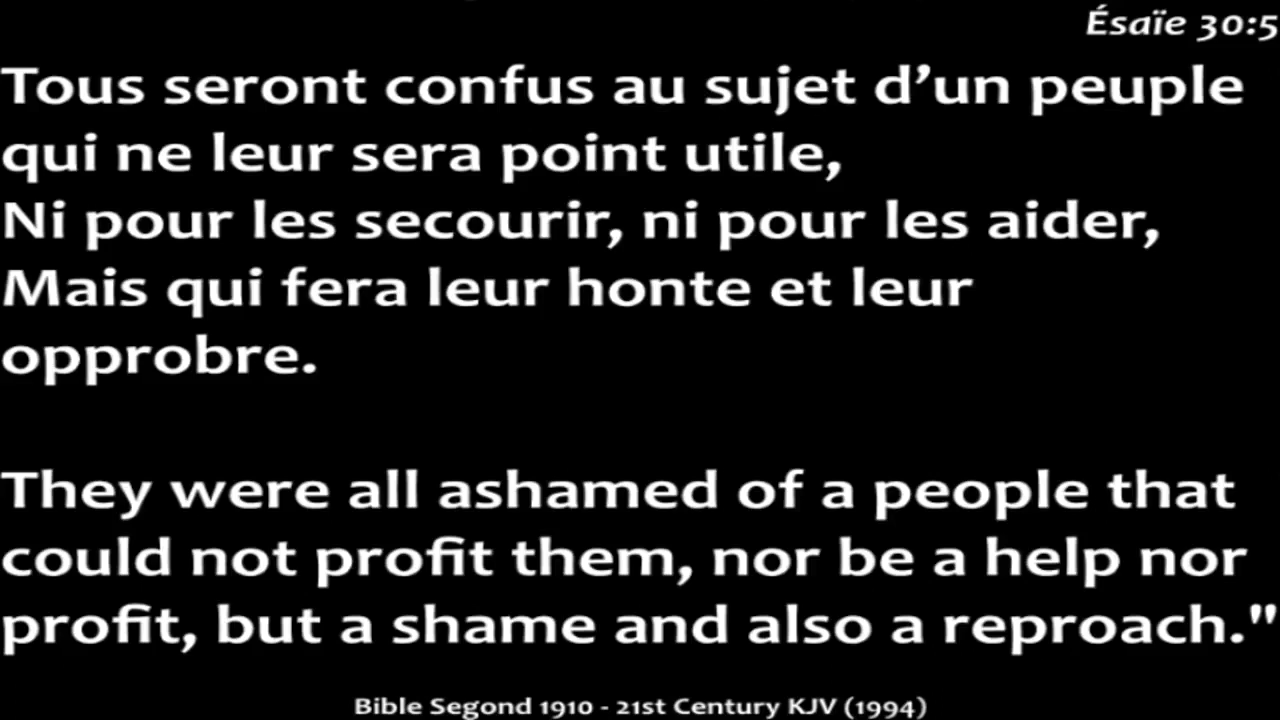 Ésaïe 30:5
Tous seront confus au sujet d’un peuple
qui ne leur sera point utile,
Ni pour les secourir, ni pour les aider,
Mais qui fera leur honte et leur
opprobre.
They were all ashamed of a people that
could not profit them, nor be a help nor
profit, but a shame and also a reproach."
Bible Segond 1910 - 21st Century KJV (1994)